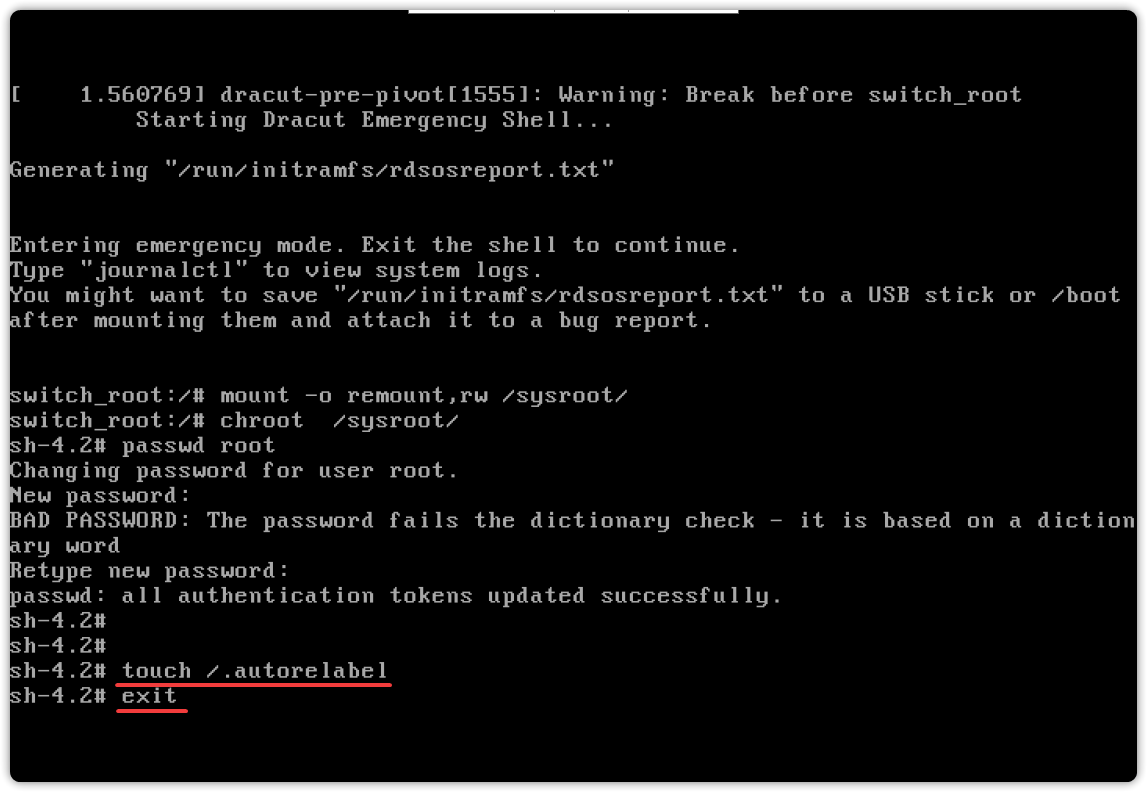 [    1.560769] dracut-pre-pivot[1555]: Warning: Break before switch_root
         Starting Dracut Emergency Shell...
Generating "/run/initramfs/rdsosreport.txt"
Entering emergency mode. Exit the shell to continue.
Type "journalctl" to view system logs.
You might want to save "/run/initramfs/rdsosreport.txt" to a USB stick or /boot
after mounting them and attach it to a bug report.
switch_root:/# mount -o remount,rw /sysroot/
switch_root:/# chroot  /sysroot/
sh-4.2# passwd root
Changing password for user root.
New password:
BAD PASSWORD: The password fails the dictionary check - it is based on a diction
ary word
Retype new password:
passwd: all authentication tokens updated successfully.
sh-4.2#
sh-4.2#
sh-4.2# touch /.autorelabel
sh-4.2# exit